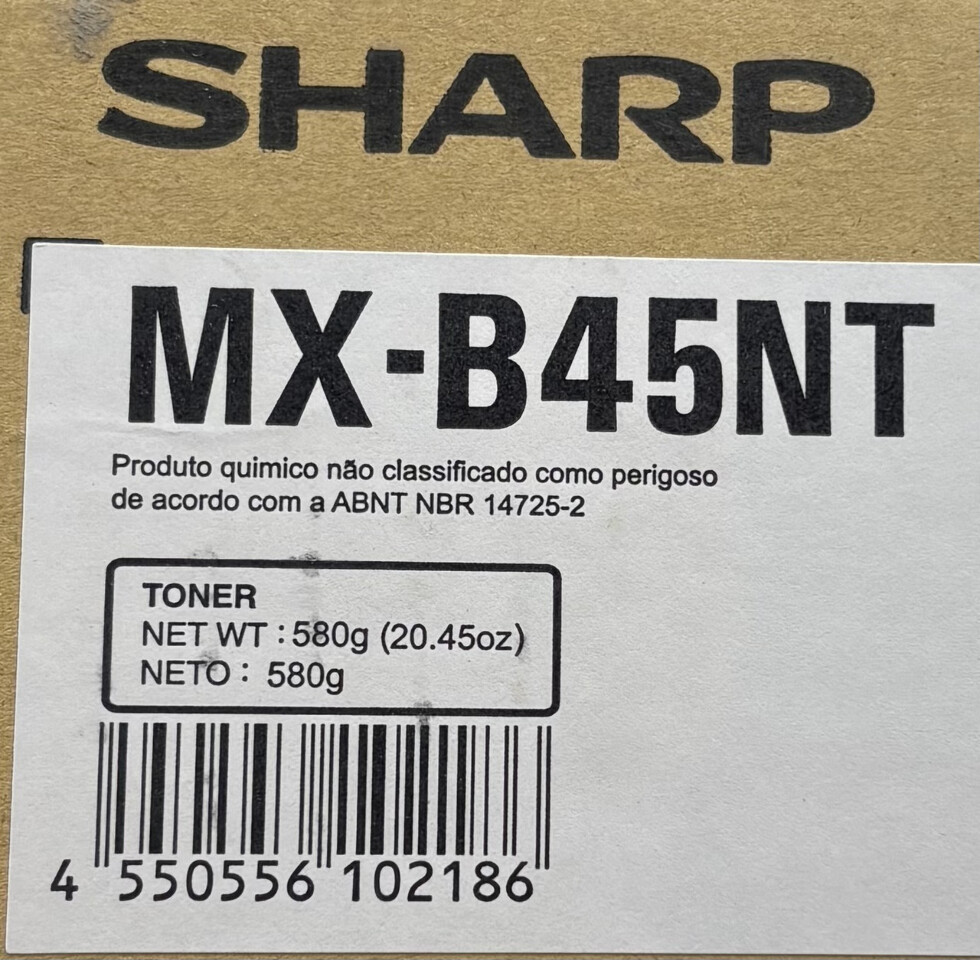 SHARP
MX-B45NT
Produto quimico não classificado como perigoso
de acordo com a ABNT NBR 14725-2
TONER
NET WT : 580g (20.45oz)
NETO : 580g
4 550556 102186